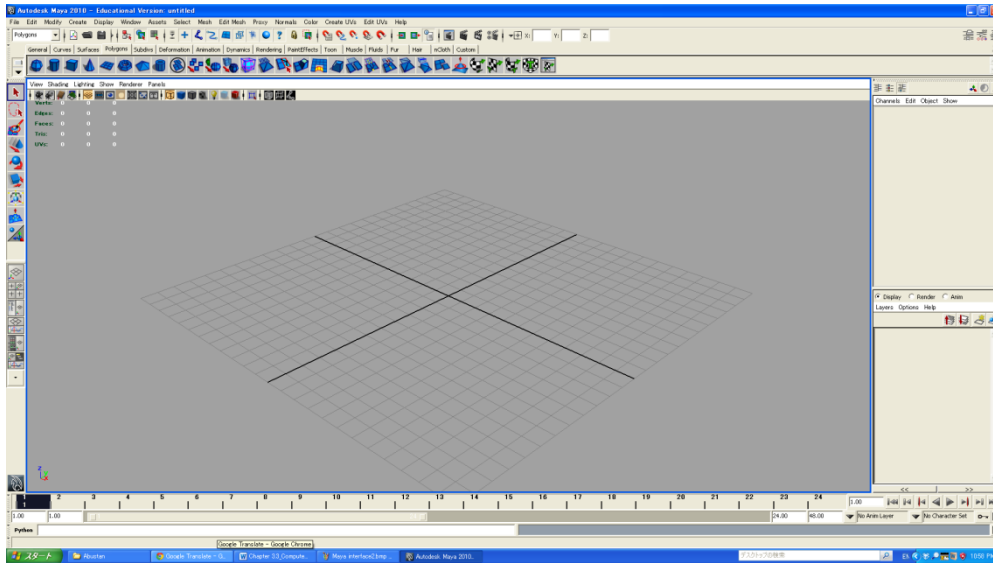 Autodesk Maya 2010 - Educational Version: untitled
File Edit Modify Create Display Window Assets Select Mesh Edit Mesh Proxy Normals Color Create UVs Edit UVs Help
Polygons X: Y: Z:
General Curves Surfaces Polygons Subdivs Deformation Animation Dynamics Rendering PaintEffects Toon Muscle Fluids Fur Hair nCloth Custom
View Shading Lighting Show Renderer Panels
Channels Edit Object Show
Verts: 0 0 0
Edges: 0 0 0
Faces: 0 0 0
Tris: 0 0 0
UVs: 0 0 0
Display Render Anim
Layers Options Help
<< >>
1 2 3 4 5 6 7 8 9 10 11 12 13 14 15 16 17 18 19 20 21 22 23 24 1.00
1
1.00 1.00 24.00 48.00 No Anim Layer No Character Set
Python
Google Translate - Google Chrome
スタート Abustan Google Translate - G... Chapter 3.3_Compute... Maya interface2.bmp ... Autodesk Maya 2010... デスクトップの検索 EN 10:56 PM